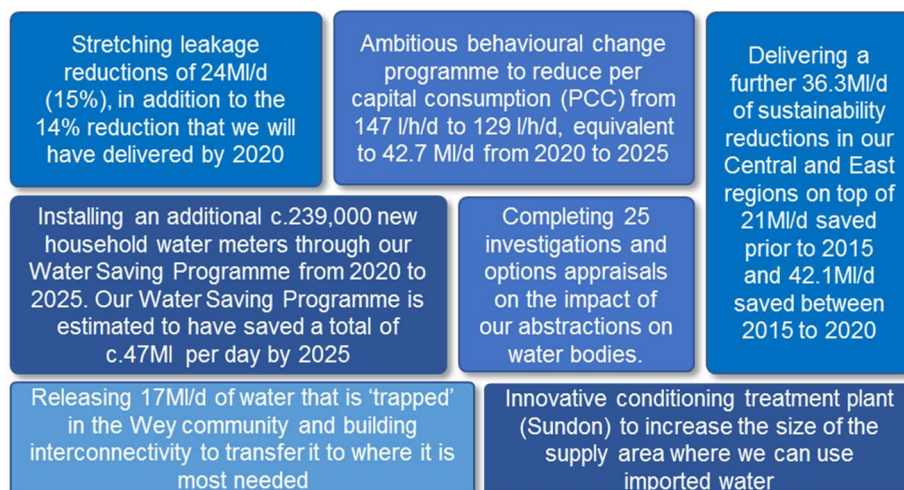 Stretching leakage
reductions of 24Ml/d
(15%), in addition to the
14% reduction that we will
have delivered by 2020
Ambitious behavioural change
programme to reduce per
capital consumption (PCC) from
147 l/h/d to 129 l/h/d, equivalent
to 42.7 Ml/d from 2020 to 2025
Delivering a
further 36.3Ml/d
of sustainability
reductions in our
Central and East
regions on top of
21Ml/d saved
prior to 2015
and 42.1Ml/d
saved between
2015 to 2020
Installing an additional c.239,000 new
household water meters through our
Water Saving Programme from 2020 to
2025. Our Water Saving Programme is
estimated to have saved a total of
c.47Ml per day by 2025
Completing 25
investigations and
options appraisals
on the impact of
our abstractions on
water bodies.
Releasing 17Ml/d of water that is ‘trapped’
in the Wey community and building
interconnectivity to transfer it to where it is
most needed
Innovative conditioning treatment plant
(Sundon) to increase the size of the
supply area where we can use
imported water